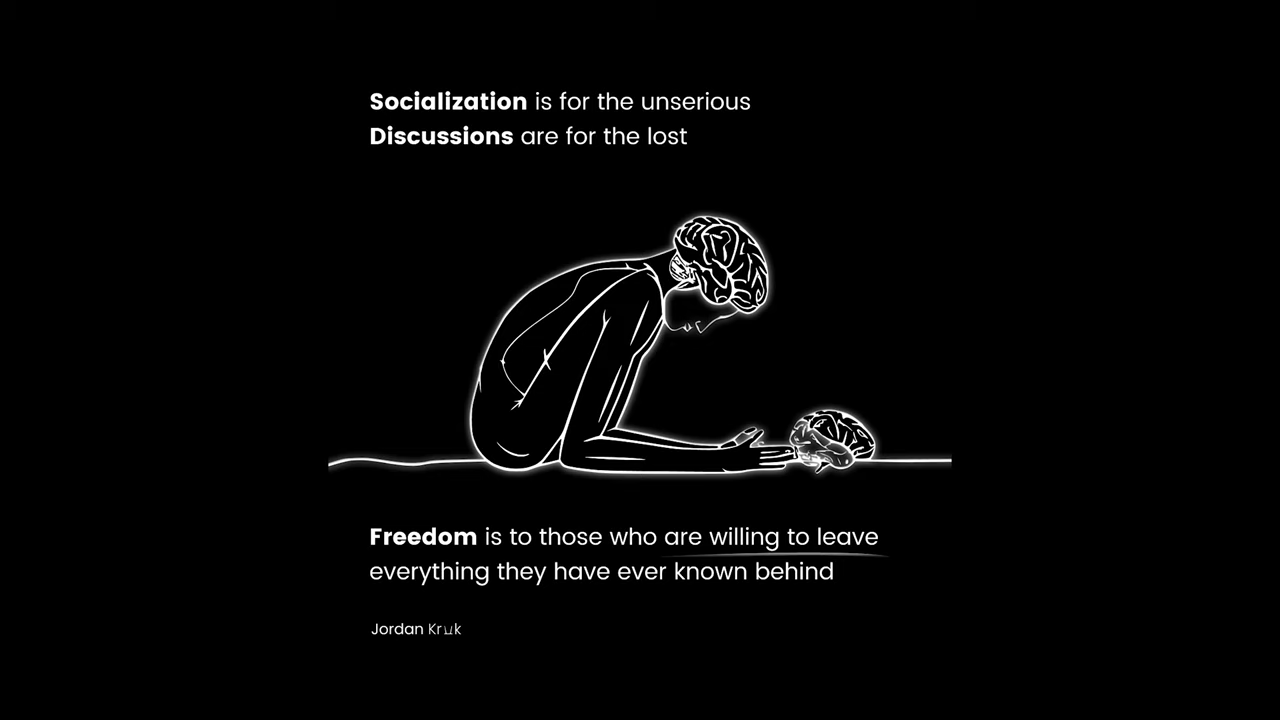 Socialization is for the unserious
Discussions are for the lost
Freedom is to those who are willing to leave
everything they have ever known behind
Jordan Kruk